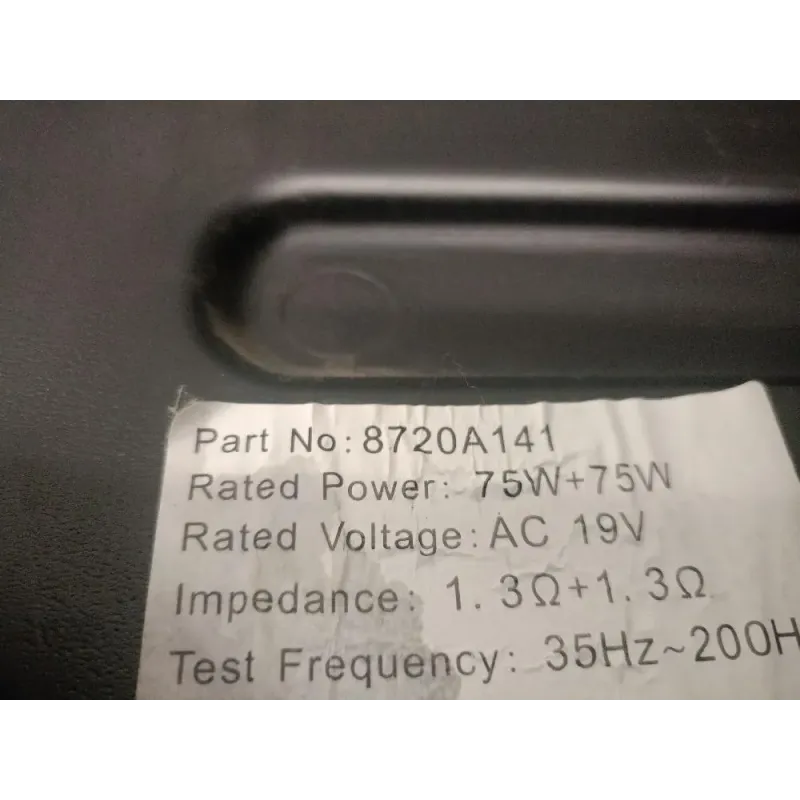 Part No: 8720A141
Rated Power: 75W+75W
Rated Voltage: AC 19V
Impedance: 1.3Ω+1.3Ω
Test Frequency: 35Hz~200H